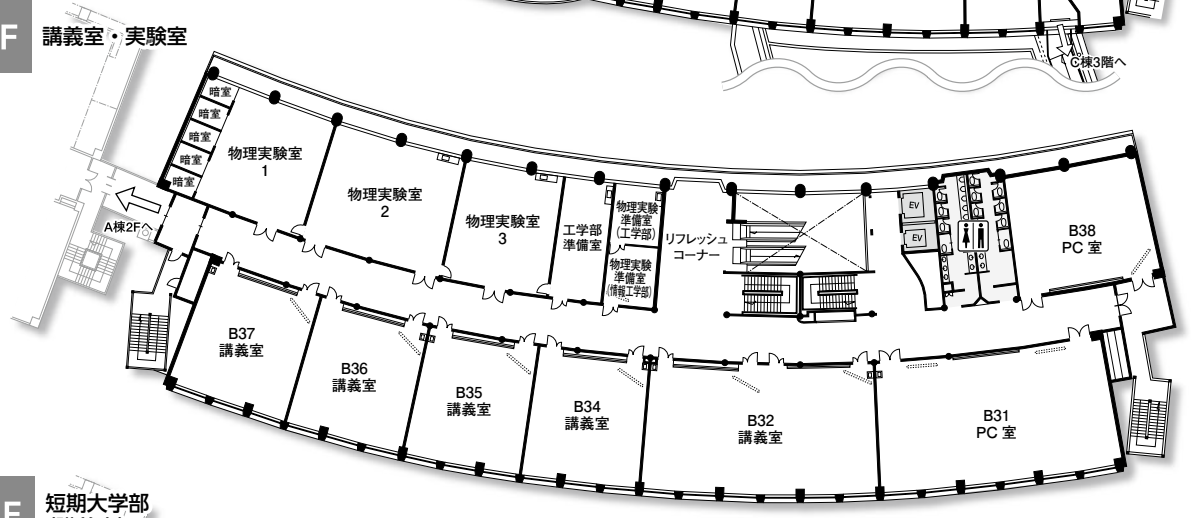 F 講義室・実験室
C棟3階へ
暗室
暗室
暗室
暗室
暗室
物理実験室
1
物理実験室
2
物理実験室
3
工学部
準備室
物理実験
準備室
(工学部)
物理実験
準備室
(情報工学部)
リフレッシュ
コーナー
EV
EV
B38
PC 室
A棟2Fへ
B37
講義室
B36
講義室
B35
講義室
B34
講義室
B32
講義室
B31
PC 室
短期大学部